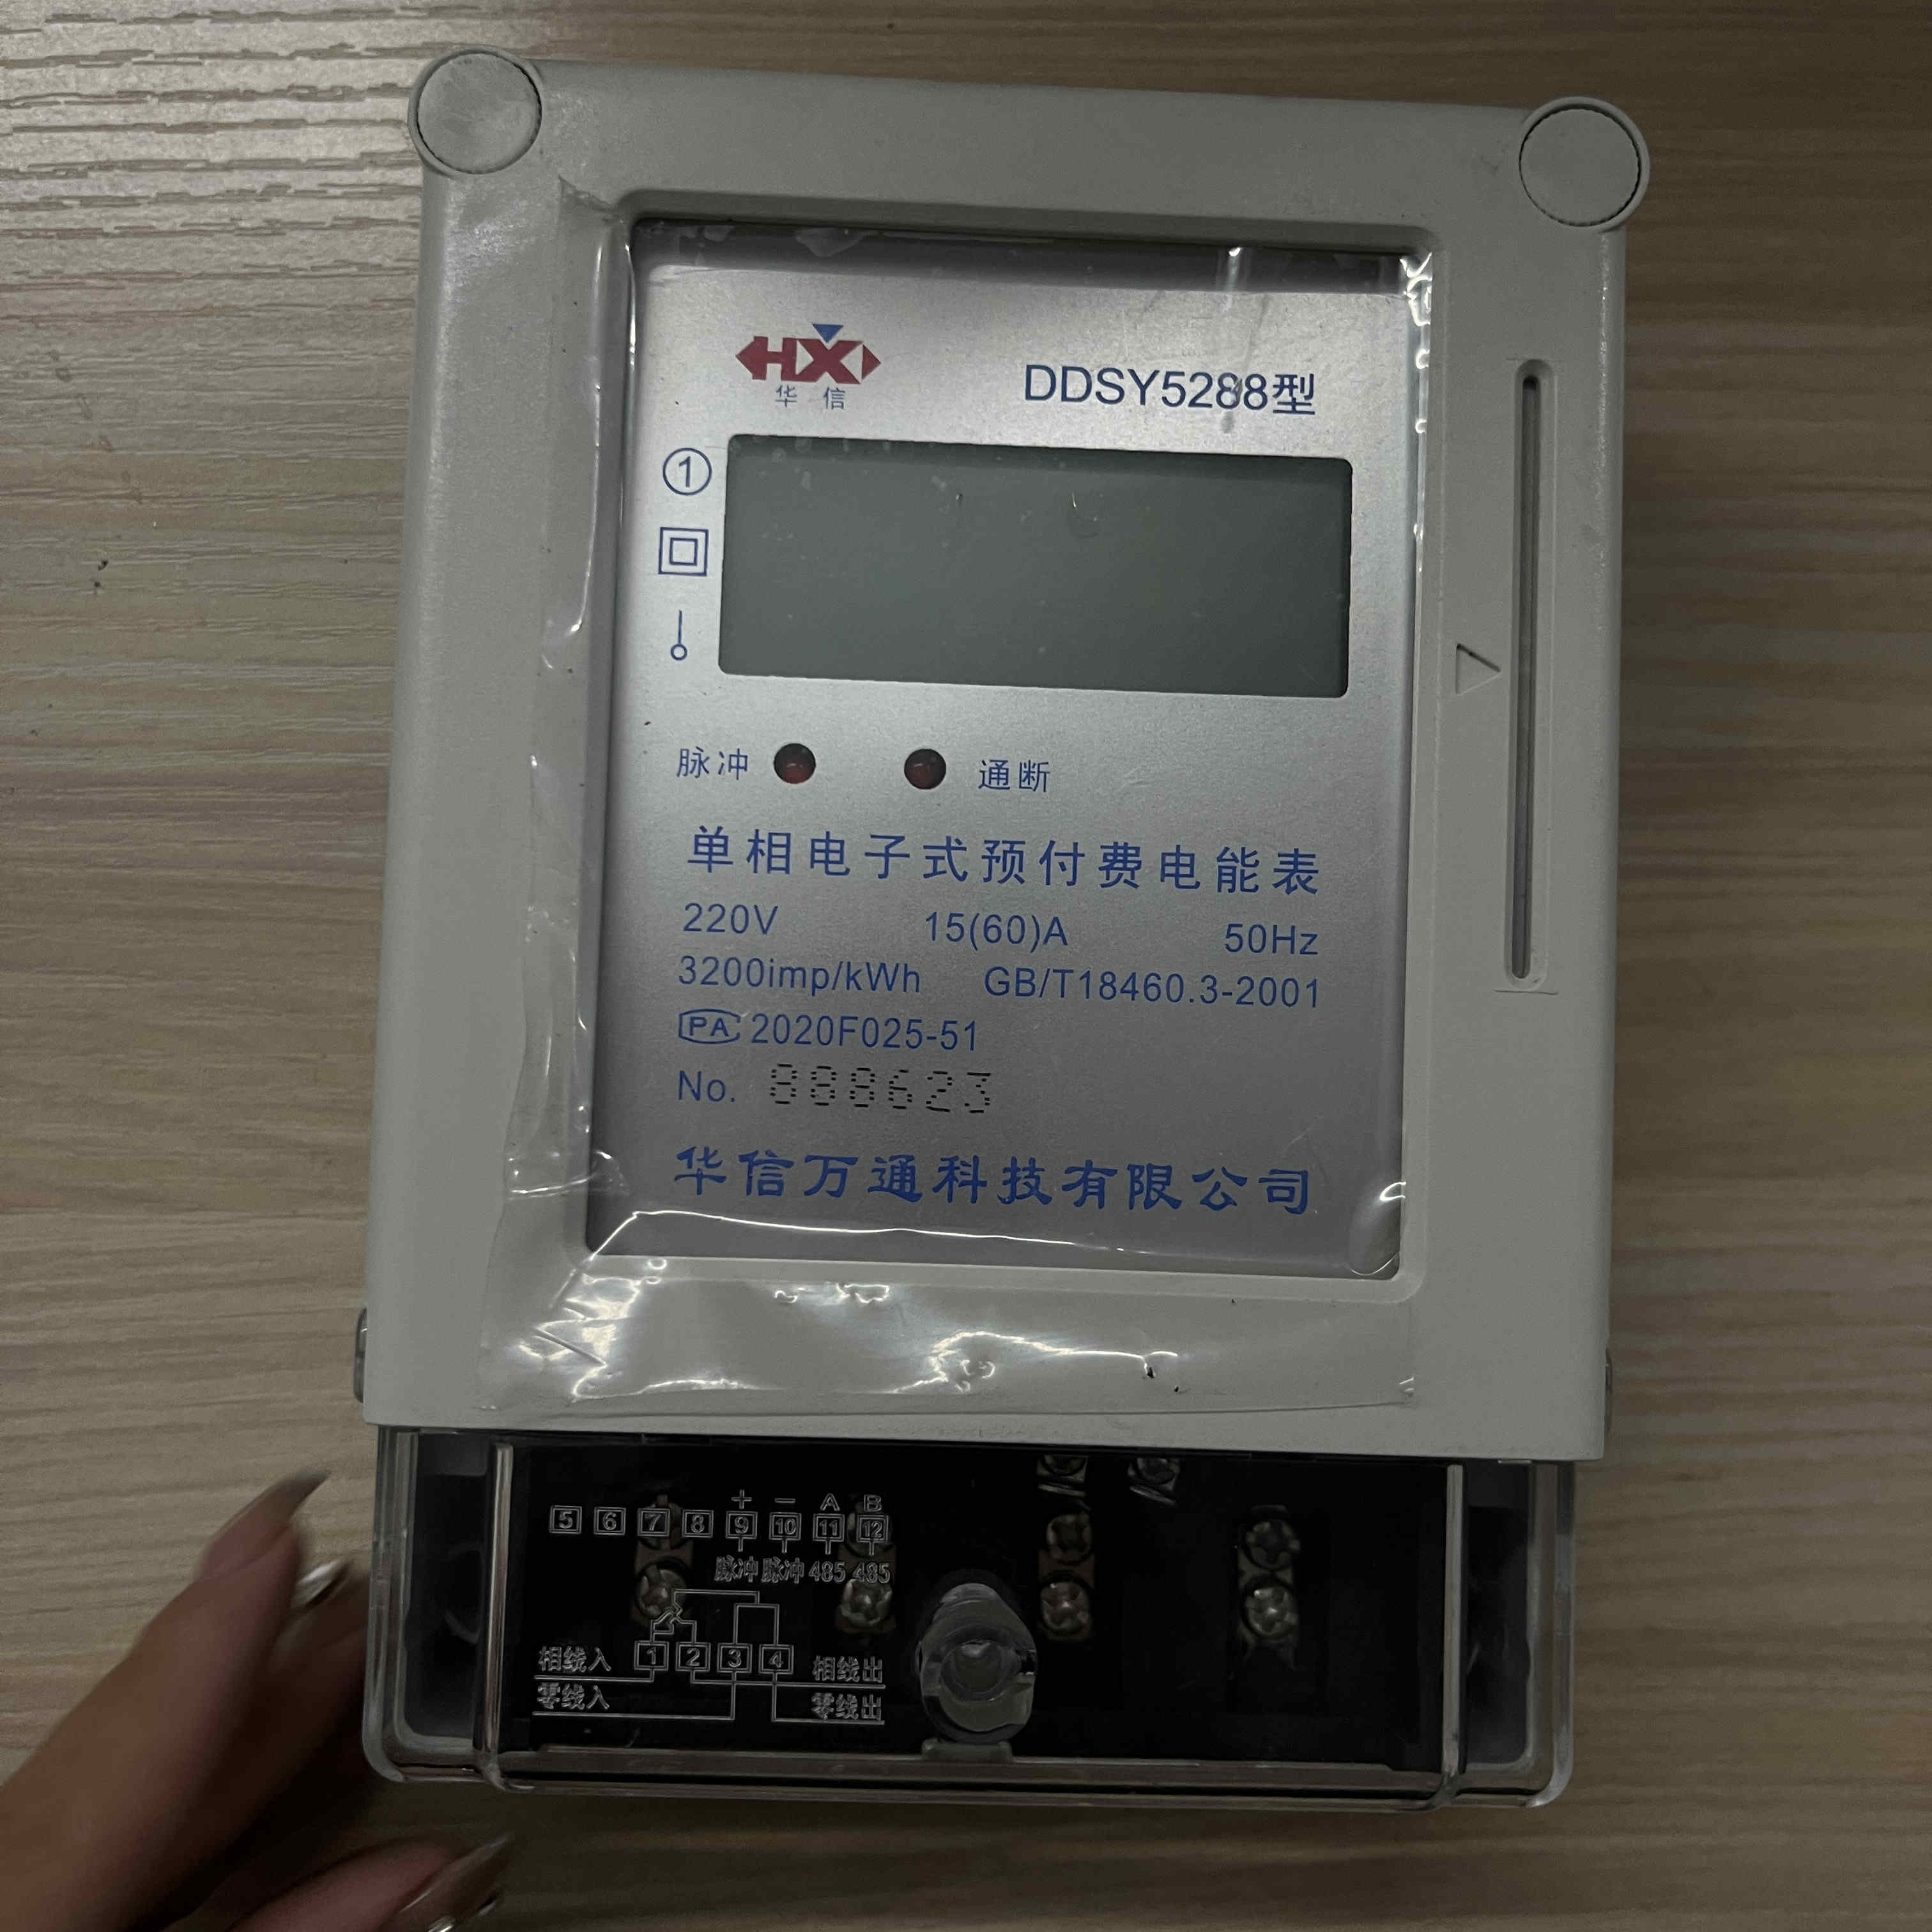 HX
华信
DDSY5288型
①
脉冲 通断
单相电子式预付费电能表
220V 15(60)A 50Hz
3200imp/kWh GB/T18460.3-2001
PA 2020F025-51
No. 888623
华信万通科技有限公司
+ - A B
5 6 7 8 9 10 11 12
脉冲 脉冲 485 485
相线入 1 2 3 4 相线出
零线入 零线出